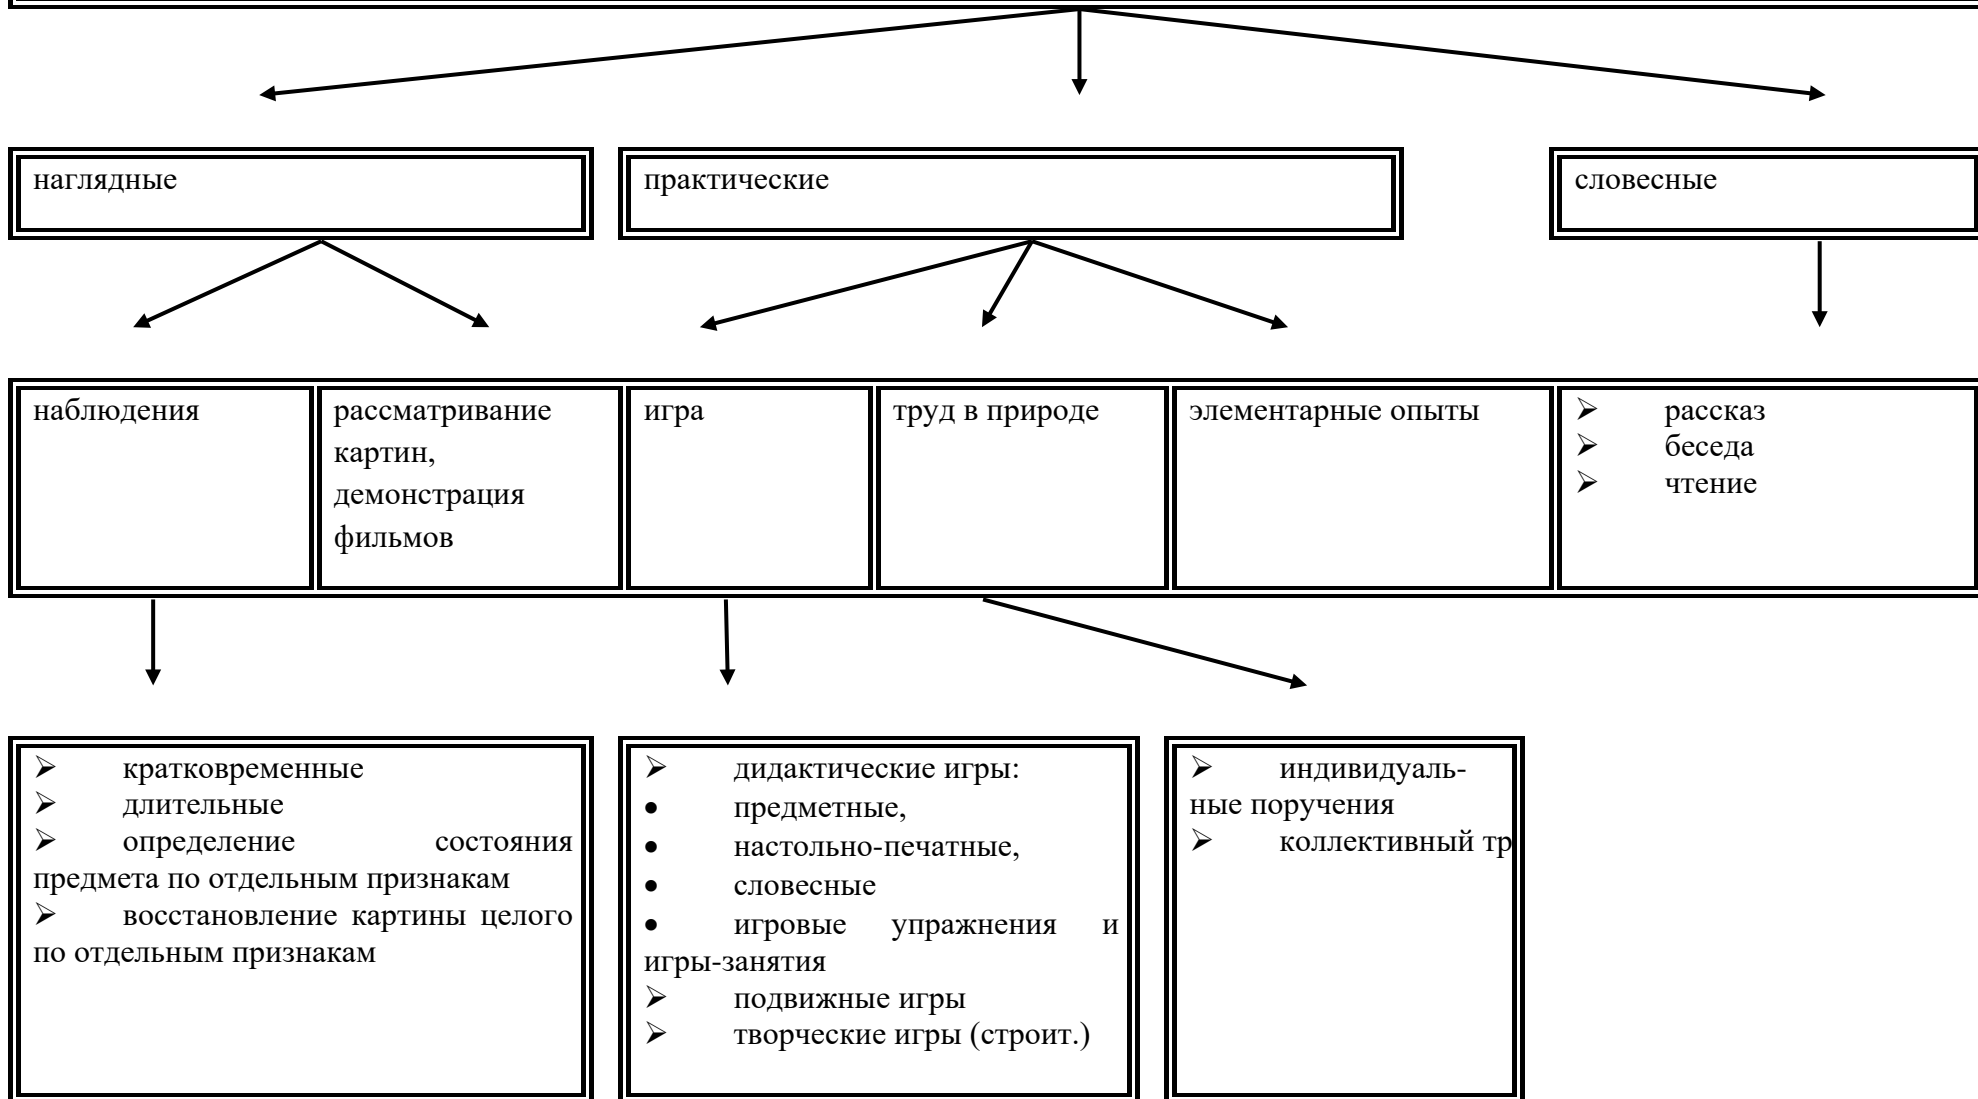 наглядные
практические
словесные
наблюдения
рассматривание
картин,
демонстрация
фильмов
игра
труд в природе
элементарные опыты
➢ рассказ
➢ беседа
➢ чтение
➢ кратковременные
➢ длительные
➢ определение состояния
предмета по отдельным признакам
➢ восстановление картины целого
по отдельным признакам
➢ дидактические игры:
• предметные,
• настольно-печатные,
• словесные
• игровые упражнения и
игры-занятия
➢ подвижные игры
➢ творческие игры (строит.)
➢ индивидуаль-
ные поручения
➢ коллективный тр